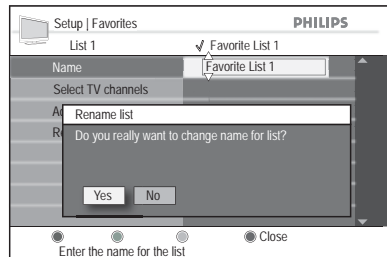 Setup | Favorites PHILIPS
List 1 √ Favorite List 1
Name Favorite List 1
Select TV channels
Rename list
Do you really want to change name for list?
Yes No
Close
Enter the name for the list